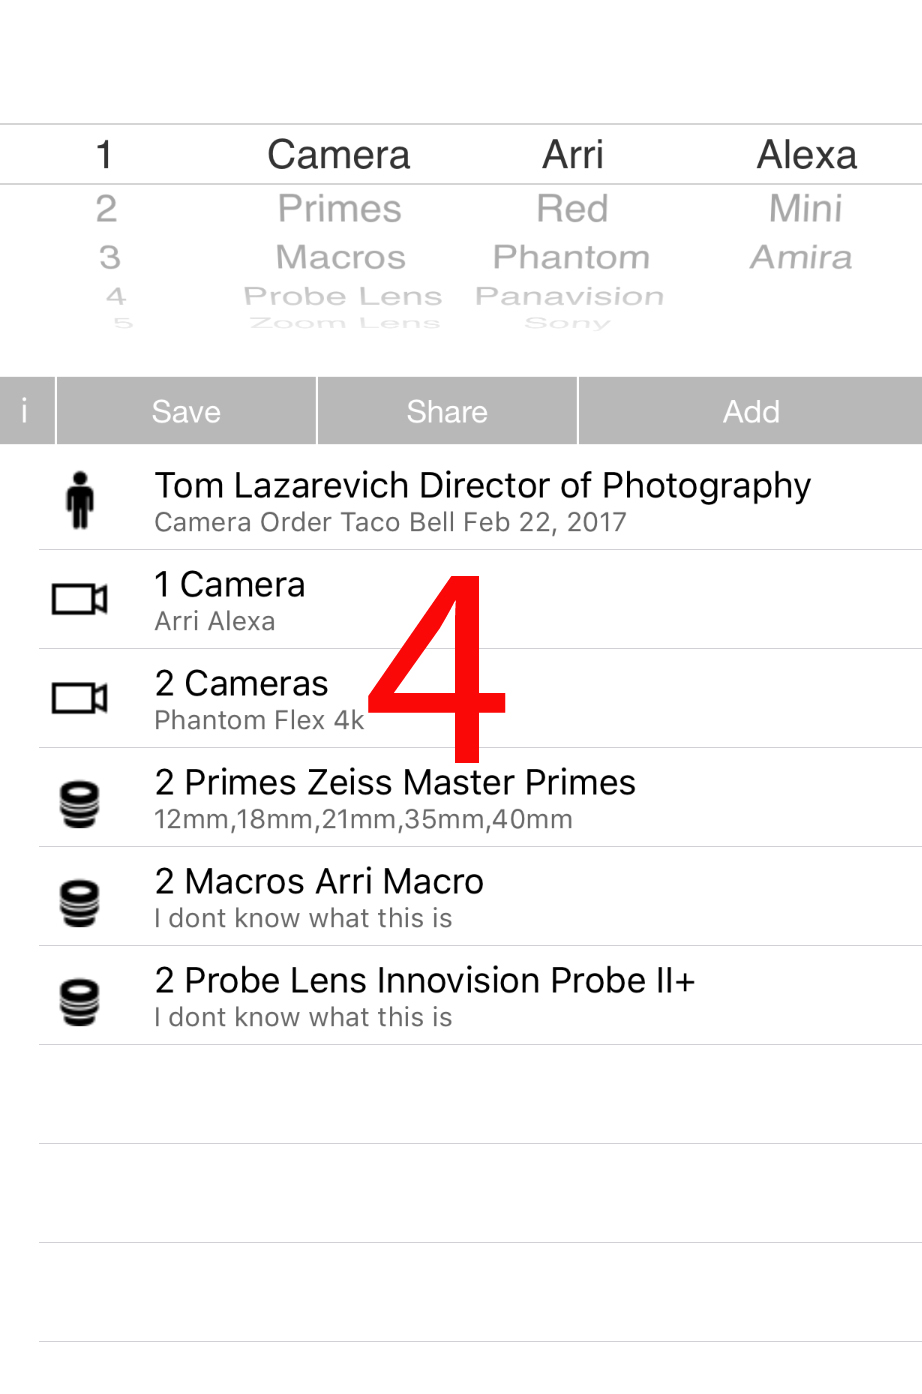 1 Camera Arri Alexa
2 Primes Red Mini
3 Macros Phantom Amira
4 Probe Lens Panavision
5 Zoom Lens Sony
i Save Share Add
Tom Lazarevich Director of Photography
Camera Order Taco Bell Feb 22, 2017
1 Camera
Arri Alexa
4
2 Cameras
Phantom Flex 4k
2 Primes Zeiss Master Primes
12mm,18mm,21mm,35mm,40mm
2 Macros Arri Macro
I dont know what this is
2 Probe Lens Innovision Probe II+
I dont know what this is